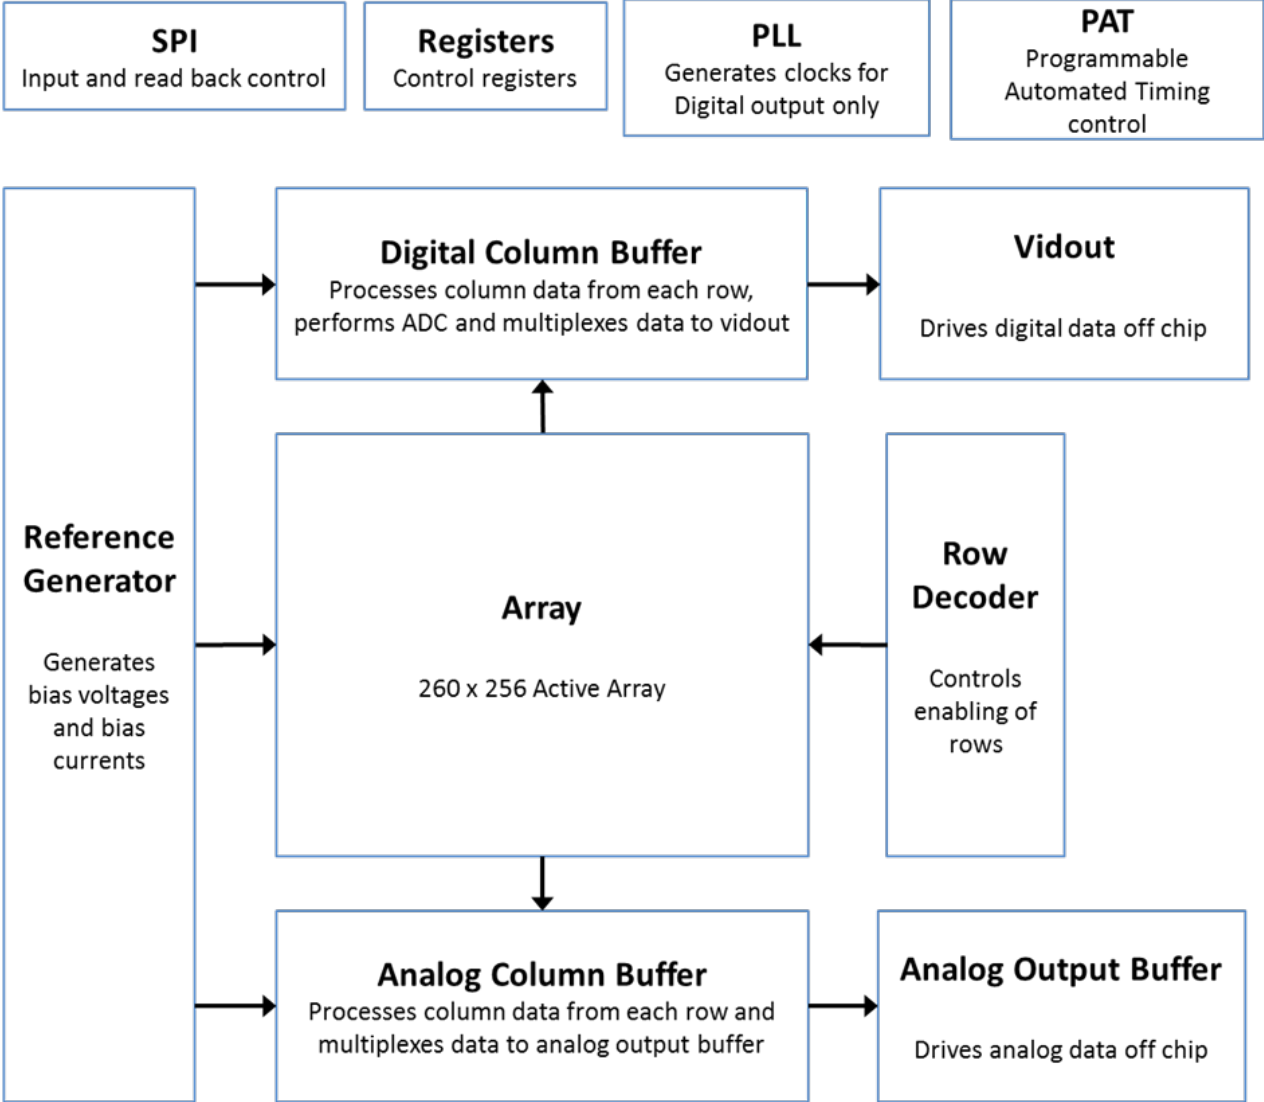 SPI
Input and read back control
Registers
Control registers
PLL
Generates clocks for
Digital output only
PAT
Programmable
Automated Timing
control
Reference
Generator
Generates
bias voltages
and bias
currents
Digital Column Buffer
Processes column data from each row,
performs ADC and multiplexes data to vidout
Vidout
Drives digital data off chip
Array
260 x 256 Active Array
Row
Decoder
Controls
enabling of
rows
Analog Column Buffer
Processes column data from each row and
multiplexes data to analog output buffer
Analog Output Buffer
Drives analog data off chip